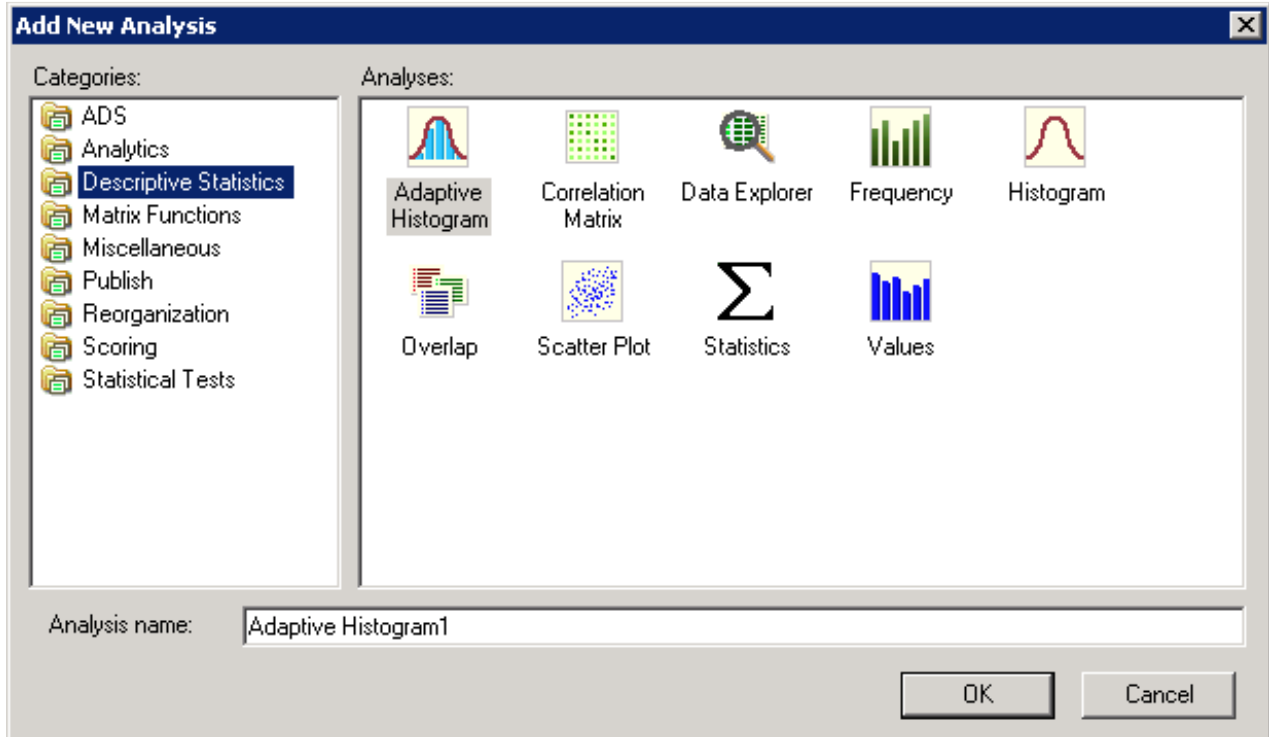 Add New Analysis
Categories:
ADS
Analytics
Descriptive Statistics
Matrix Functions
Miscellaneous
Publish
Reorganization
Scoring
Statistical Tests
Analyses:
Adaptive
Histogram
Correlation
Matrix
Data Explorer
Frequency
Histogram
Overlap
Scatter Plot
Statistics
Values
Analysis name:
Adaptive Histogram1
OK
Cancel